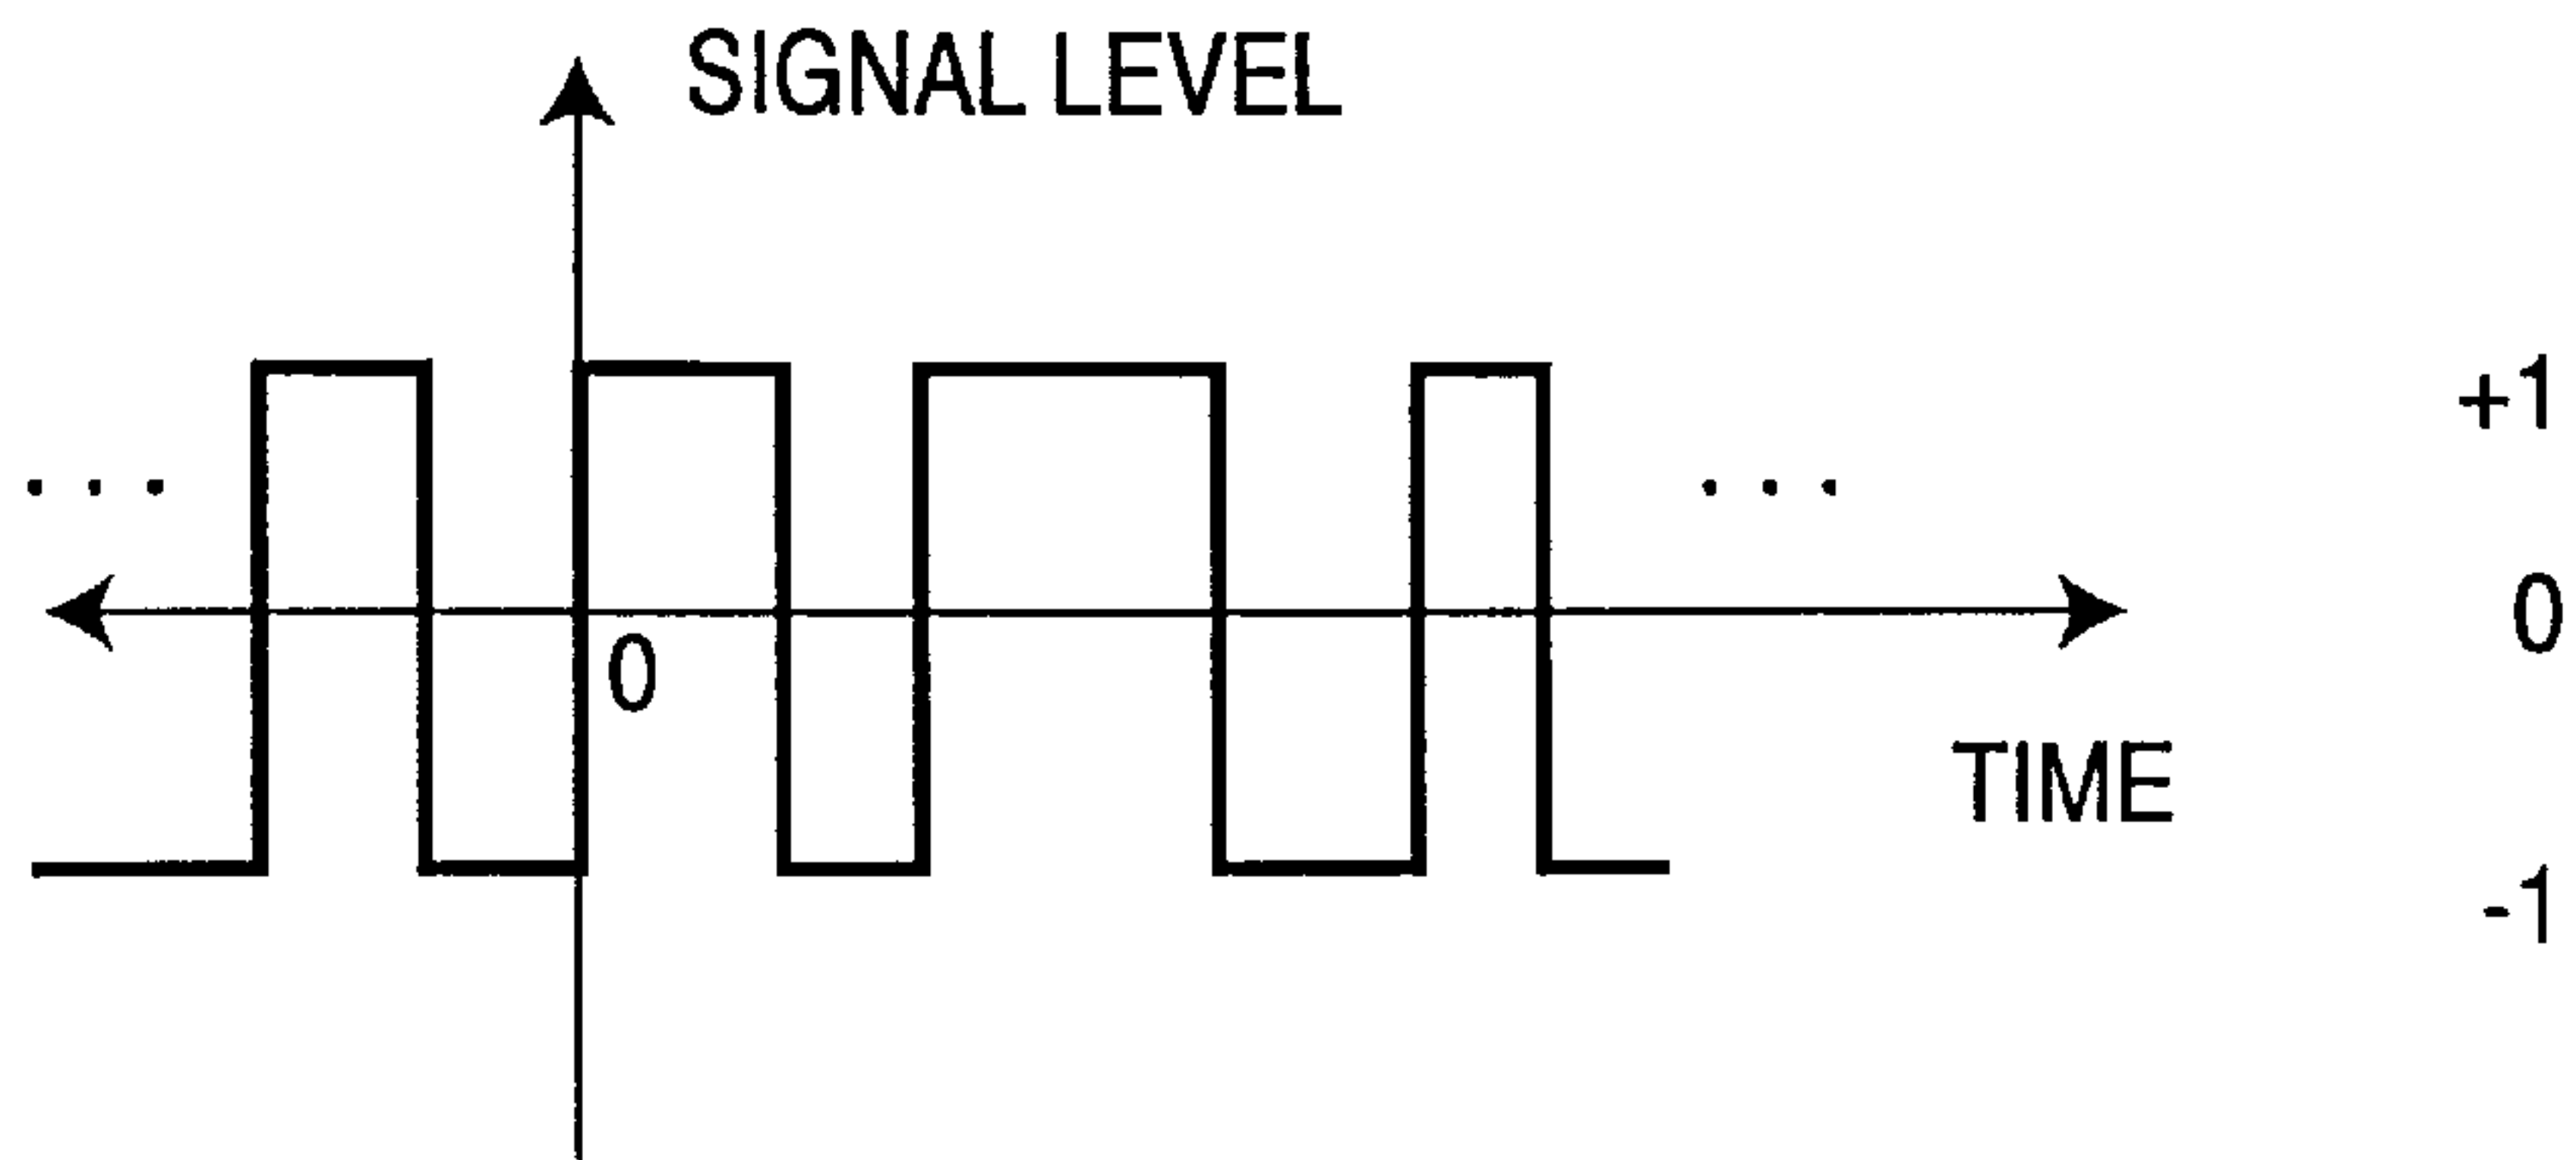 SIGNAL LEVEL
+1
. . .
. . .
0
0
TIME
-1